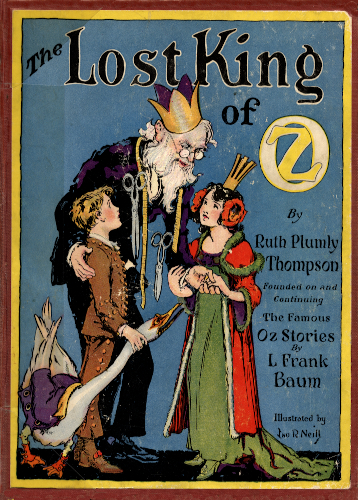 The
Lost King
of
OZ
By
Ruth Plumly
Thompson
Founded on and
Continuing
The Famous
Oz Stories
By
L Frank
Baum
Illustrated by
Jno R Neill